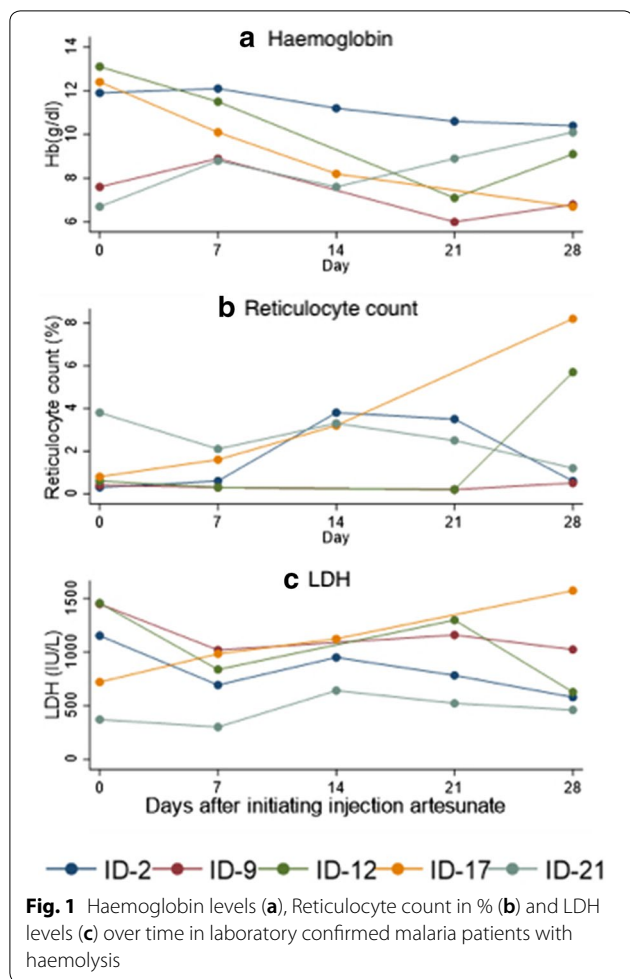 a Haemoglobin
Hb(g/dl)
14
12
10
8
6
0 7 14 21 28
Day
b Reticulocyte count
Reticulocyte count (%)
8
6
4
2
0
0 7 14 21 28
Day
c LDH
LDH (IU/L)
1500
1000
500
0
0 7 14 21 28
Days after initiating injection artesunate
ID-2 ID-9 ID-12 ID-17 ID-21
Fig. 1 Haemoglobin levels (a), Reticulocyte count in % (b) and LDH
levels (c) over time in laboratory confirmed malaria patients with
haemolysis